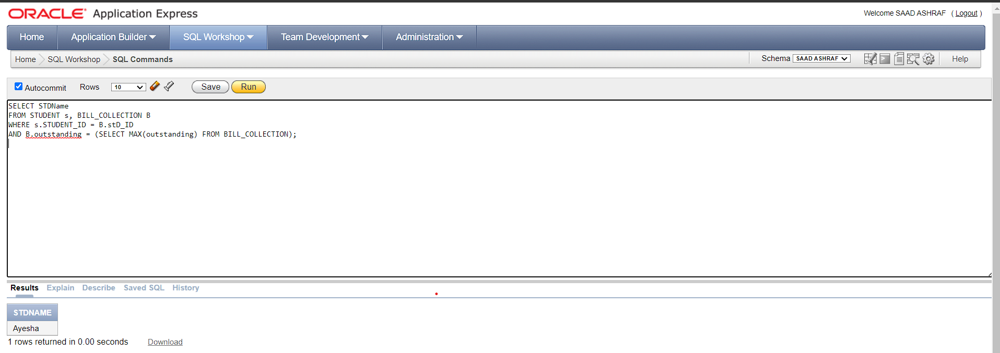 ORACLE Application Express
Welcome SAAD ASHRAF ( Logout )
Home Application Builder SQL Workshop Team Development Administration
Home SQL Workshop SQL Commands Schema SAAD ASHRAF Help
Autocommit Rows 10 Save Run
SELECT STDName
FROM STUDENT s, BILL_COLLECTION B
WHERE s.STUDENT_ID = B.stD_ID
AND B.outstanding = (SELECT MAX(outstanding) FROM BILL_COLLECTION);
Results Explain Describe Saved SQL History
STDNAME
Ayesha
1 rows returned in 0.00 seconds Download